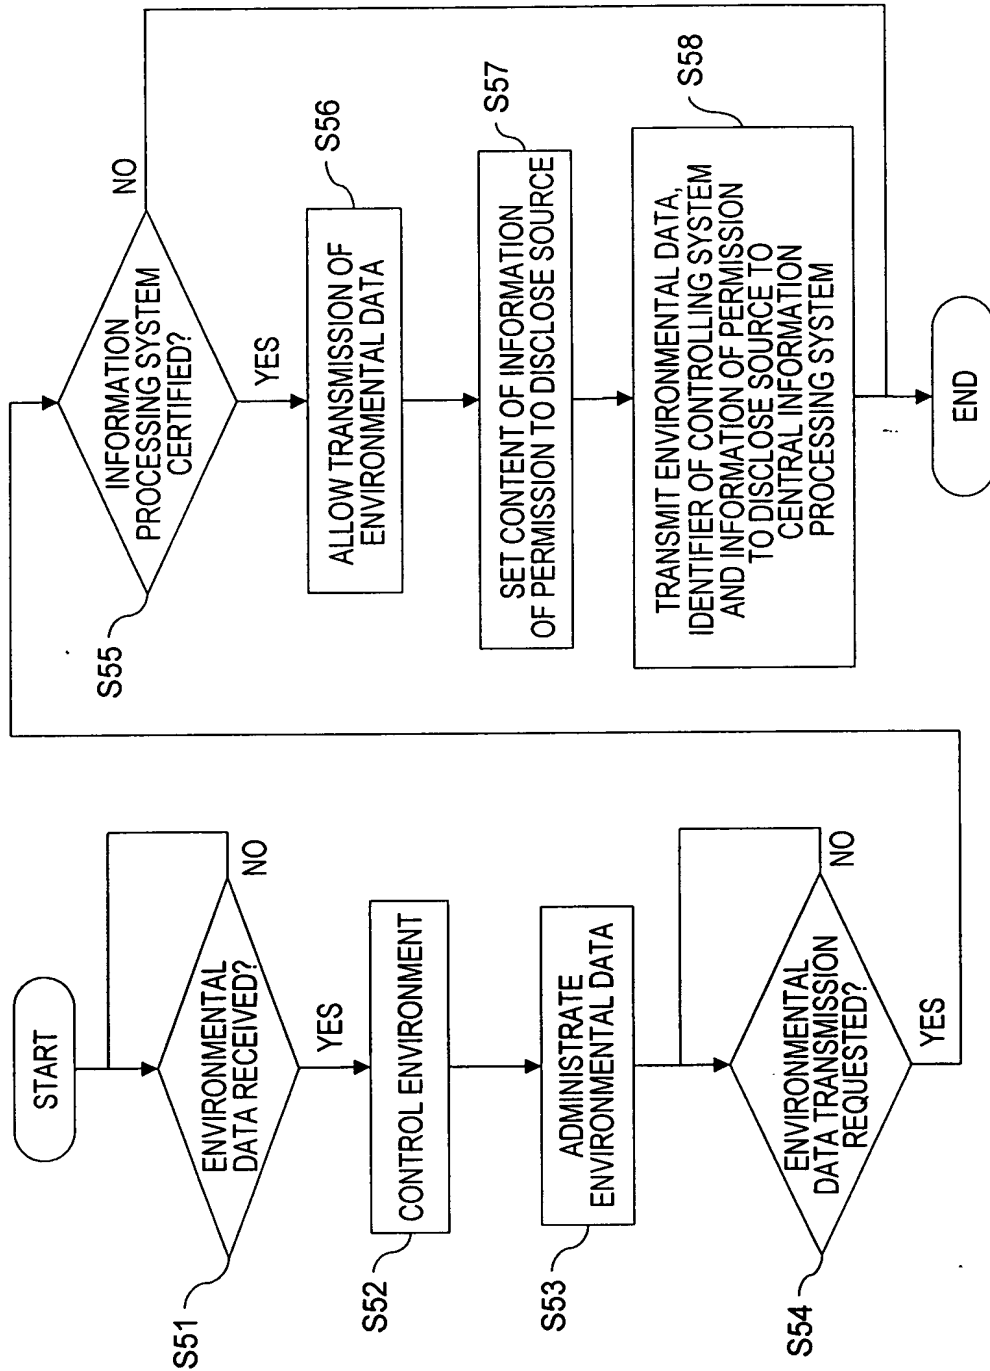 START
ENVIRONMENTAL
DATA RECEIVED?
NO
YES
S51
CONTROL ENVIRONMENT
S52
ADMINISTRATE
ENVIRONMENTAL DATA
S53
ENVIRONMENTAL
DATA TRANSMISSION
REQUESTED?
NO
YES
S54
INFORMATION
PROCESSING SYSTEM
CERTIFIED?
NO
YES
S55
ALLOW TRANSMISSION OF
ENVIRONMENTAL DATA
S56
SET CONTENT OF INFORMATION
OF PERMISSION TO DISCLOSE SOURCE
S57
TRANSMIT ENVIRONMENTAL DATA,
IDENTIFIER OF CONTROLLING SYSTEM
AND INFORMATION OF PERMISSION
TO DISCLOSE SOURCE TO
CENTRAL INFORMATION
PROCESSING SYSTEM
S58
END